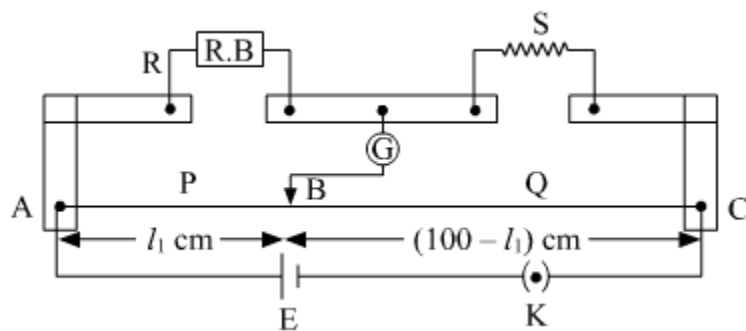 S
R R.B
G
P B Q
A C
l₁ cm (100 – l₁) cm
E K